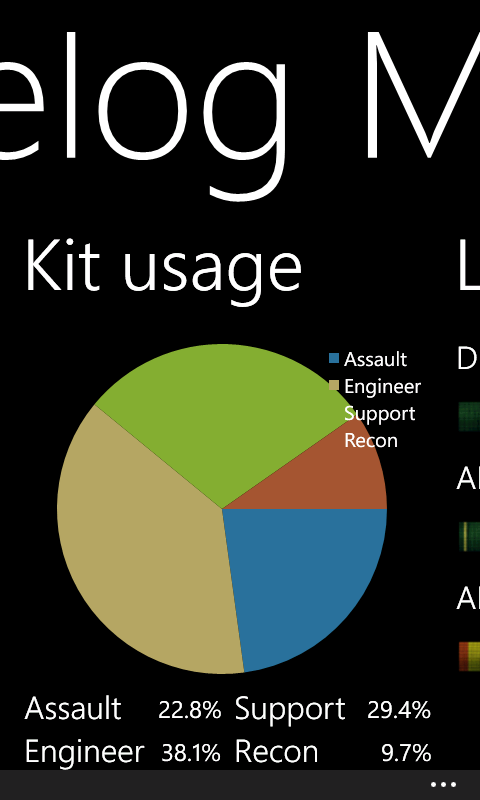 elog M
Kit usage
L
Assault
Engineer
Support
Recon
D
Al
Al
Assault 22.8% Support 29.4%
Engineer 38.1% Recon 9.7%